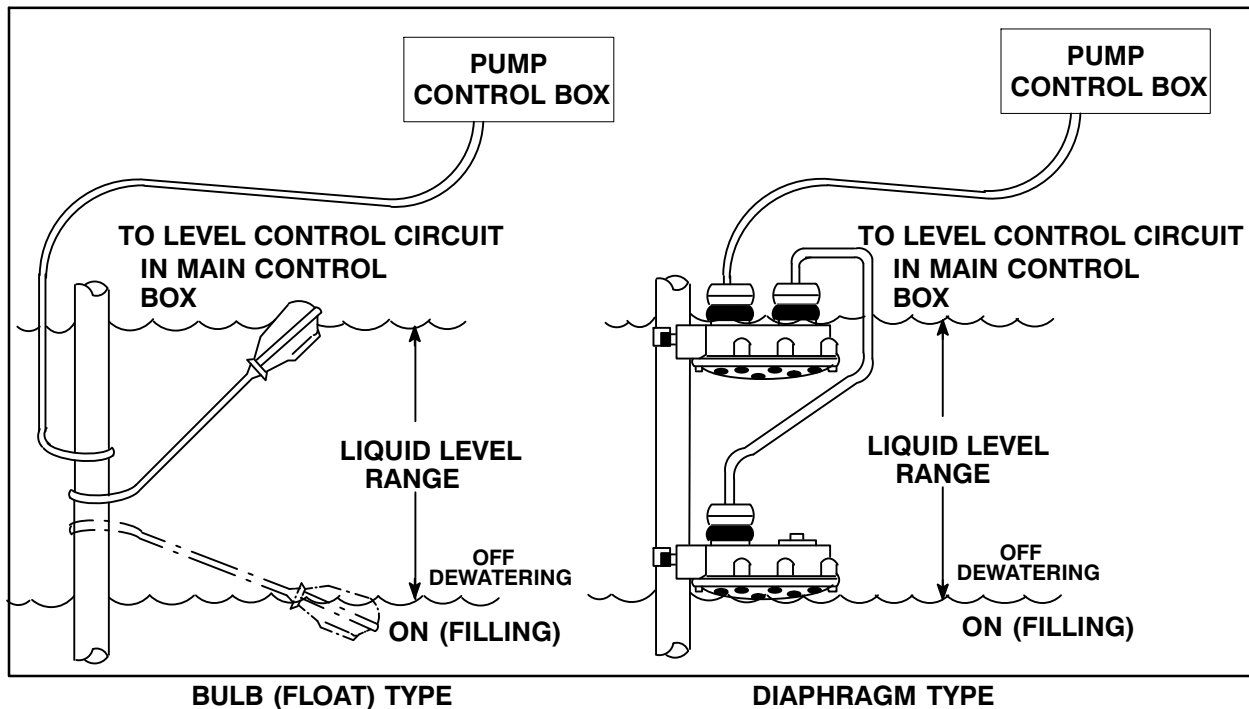 PUMP
CONTROL BOX
TO LEVEL CONTROL CIRCUIT
IN MAIN CONTROL
BOX
LIQUID LEVEL
RANGE
OFF
DEWATERING
ON (FILLING)
BULB (FLOAT) TYPE
PUMP
CONTROL BOX
TO LEVEL CONTROL CIRCUIT
IN MAIN CONTROL
BOX
LIQUID LEVEL
RANGE
OFF
DEWATERING
ON (FILLING)
DIAPHRAGM TYPE